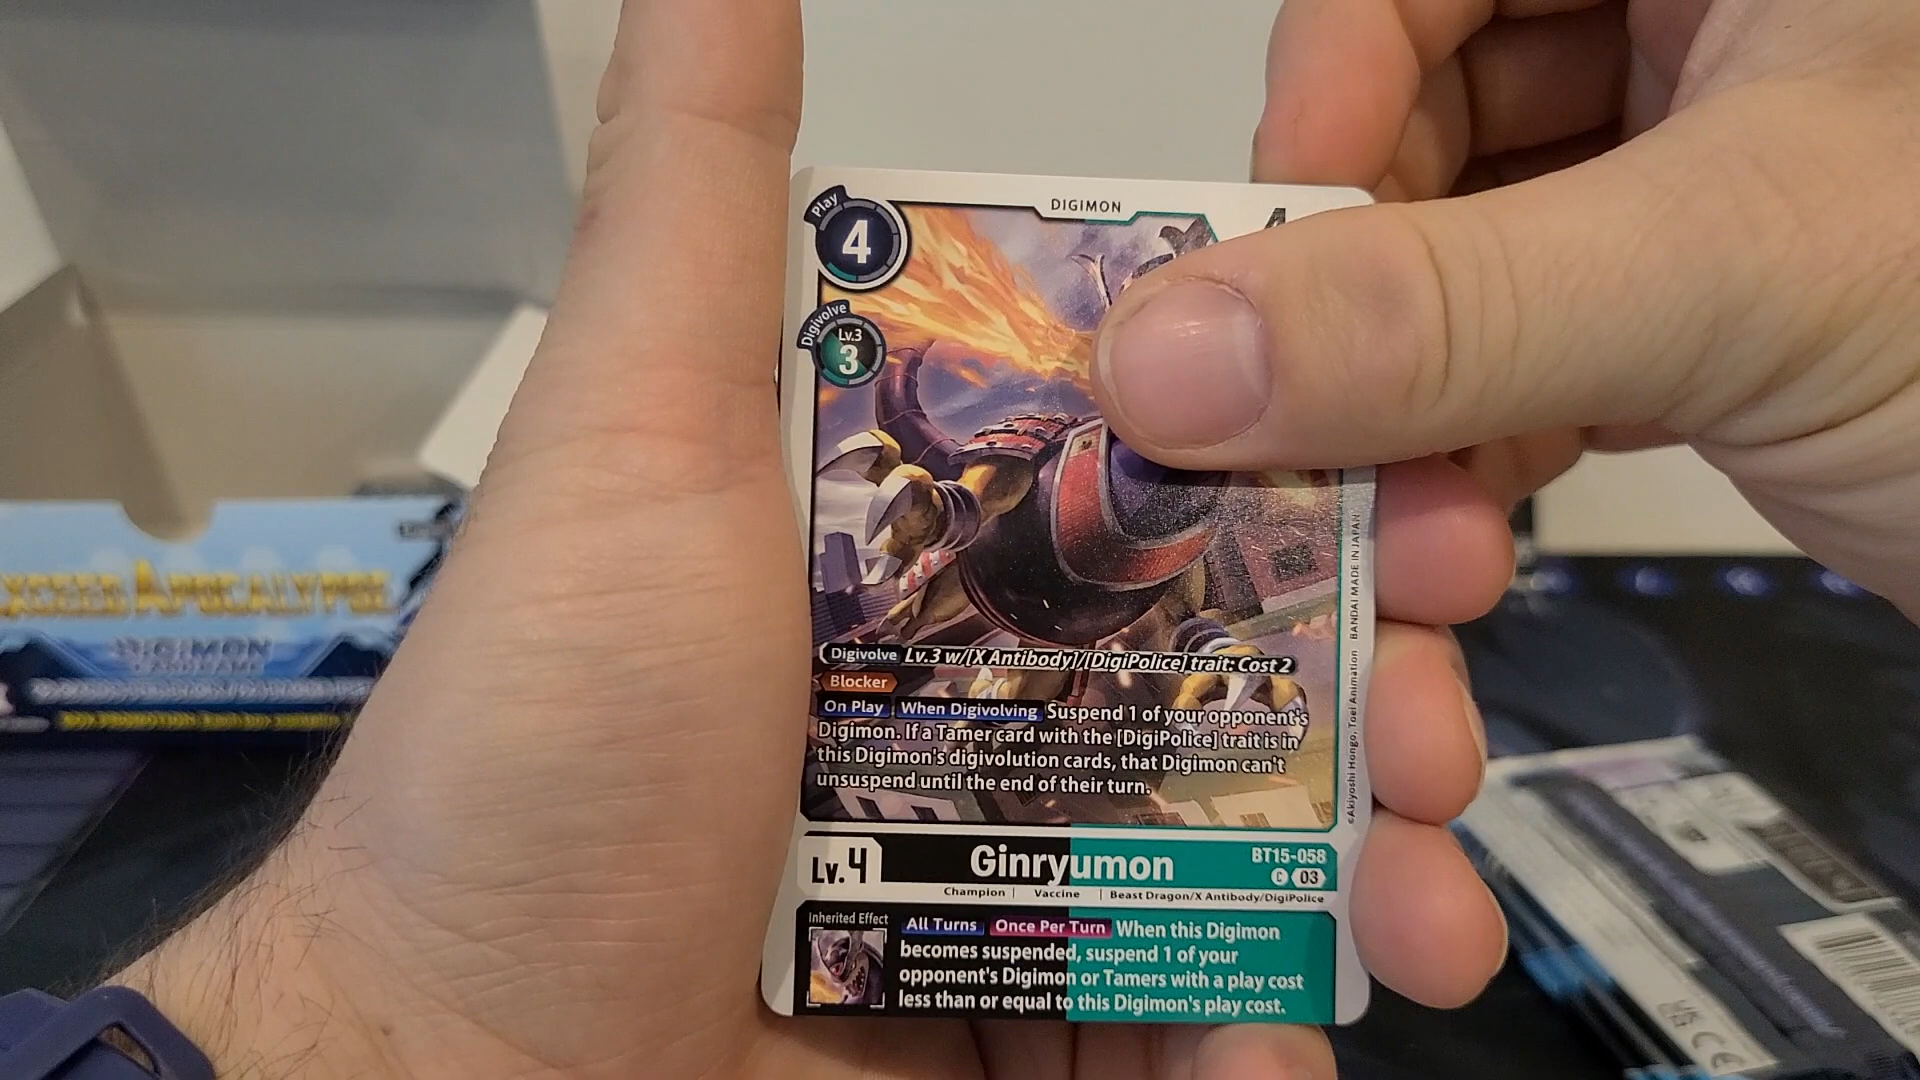 DIGIMON
Play
4
Digivolve
Lv.3
3
Digivolve Lv.3 w/[X Antibody]/[DigiPolice] trait: Cost 2
Blocker
On Play When Digivolving Suspend 1 of your opponent's
Digimon. If a Tamer card with the [DigiPolice] trait is in
this Digimon's digivolution cards, that Digimon can't
unsuspend until the end of their turn.
©Akiyoshi Hongo, Toei Animation BANDAI MADE IN JAPAN
Lv.4
Ginryumon
BT15-058
C 03
Champion | Vaccine | Beast Dragon/X Antibody/DigiPolice
Inherited Effect
All Turns Once Per Turn When this Digimon
becomes suspended, suspend 1 of your
opponent's Digimon or Tamers with a play cost
less than or equal to this Digimon's play cost.
XCEED APOCALYPSE
DIGIMON
CARD GAME
CE